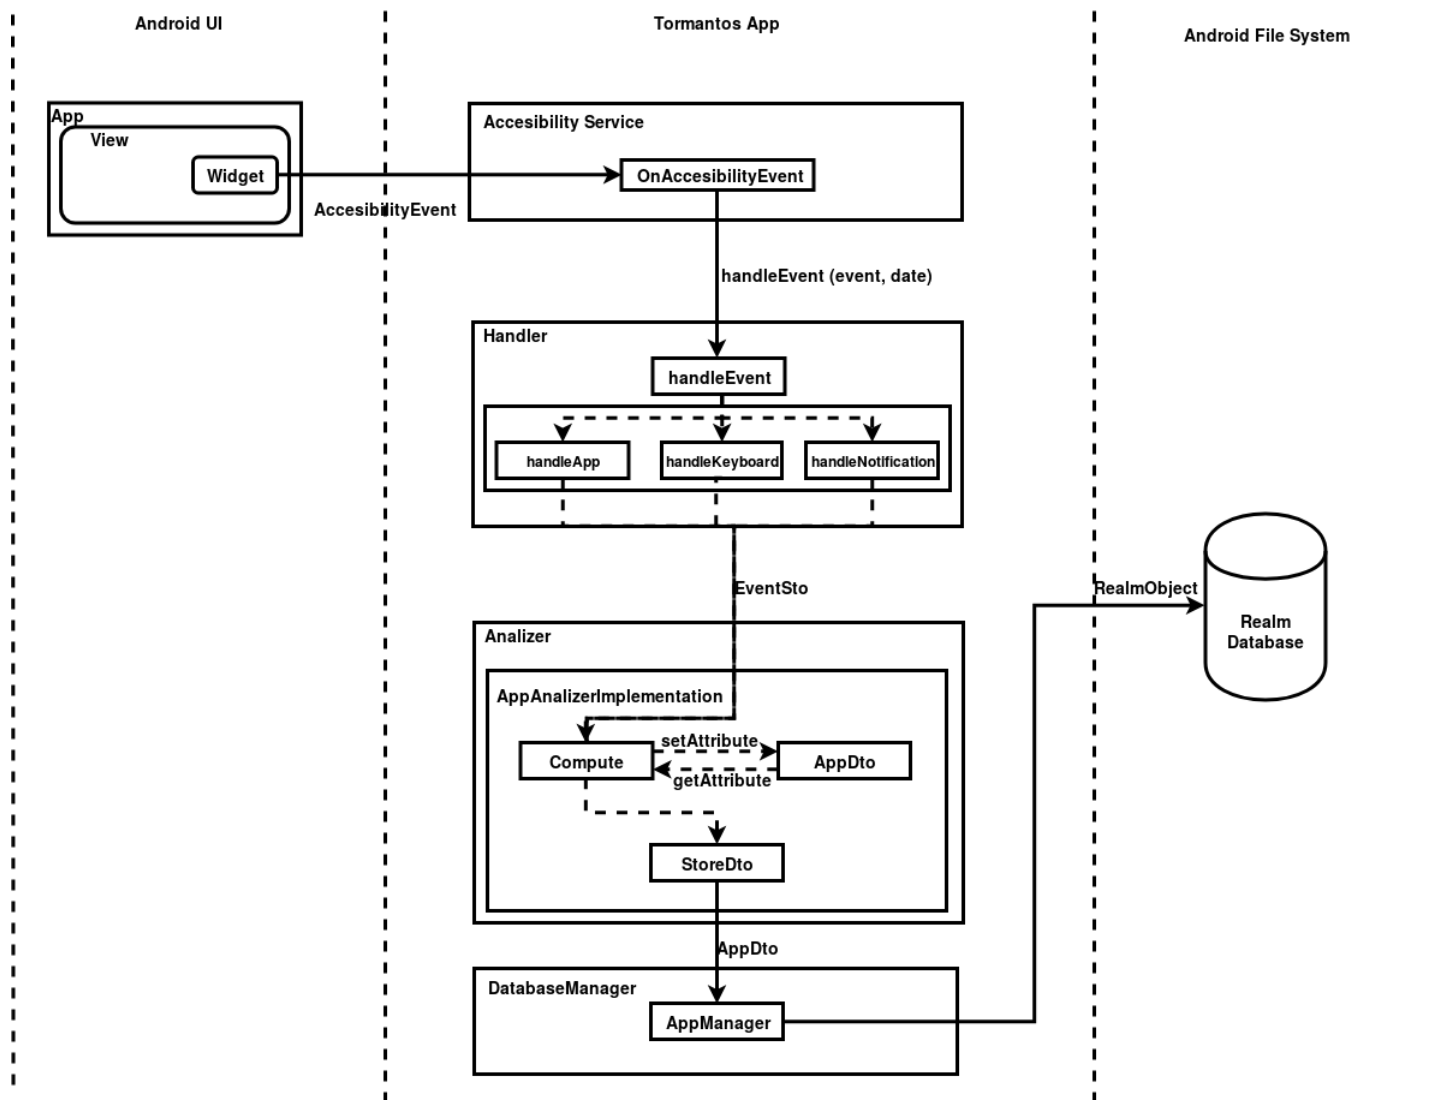 Android UI
Tormantos App
Android File System
App
View
Widget
AccesibilityEvent
Accesibility Service
OnAccesibilityEvent
handleEvent (event, date)
Handler
handleEvent
handleApp
handleKeyboard
handleNotification
EventSto
RealmObject
Realm
Database
Analizer
AppAnalizerImplementation
setAttribute
Compute
AppDto
getAttribute
StoreDto
AppDto
DatabaseManager
AppManager